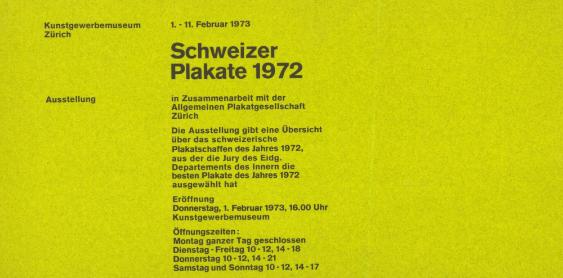 Kunstgewerbemuseum
Zürich
1. - 11. Februar 1973
Schweizer
Plakate 1972
Ausstellung
in Zusammenarbeit mit der
Allgemeinen Plakatgesellschaft
Zürich
Die Ausstellung gibt eine Übersicht
über das schweizerische
Plakatschaffen des Jahres 1972,
aus der die Jury des Eidg.
Departements des Innern die
besten Plakate des Jahres 1972
ausgewählt hat
Eröffnung
Donnerstag, 1. Februar 1973, 16.00 Uhr
Kunstgewerbemuseum
Öffnungszeiten:
Montag ganzer Tag geschlossen
Dienstag - Freitag 10 - 12, 14 - 18
Donnerstag 10 - 12, 14 - 21
Samstag und Sonntag 10 - 12, 14 - 17